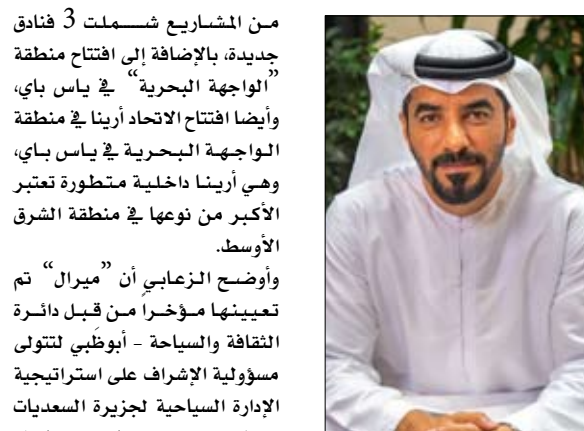 من المشاريع شملت 3 فنادق
جديدة، بالإضافة إلى افتتاح منطقة
”الواجهة البحرية“ في ياس باي،
وأيضا افتتاح الاتحاد أرينا في منطقة
الواجهة البحرية في ياس باي،
وهي أرينا داخلية متطورة تعتبر
الأكبر من نوعها في منطقة الشرق
الأوسط.
وأوضح الزعابي أن ”ميرال“ تم
تعيينها مؤخراً من قبل دائرة
الثقافة والسياحة - أبوظَبي لتتولى
مسؤولية الإشراف على استراتيجية
الإدارة السياحية لجزيرة السعديات